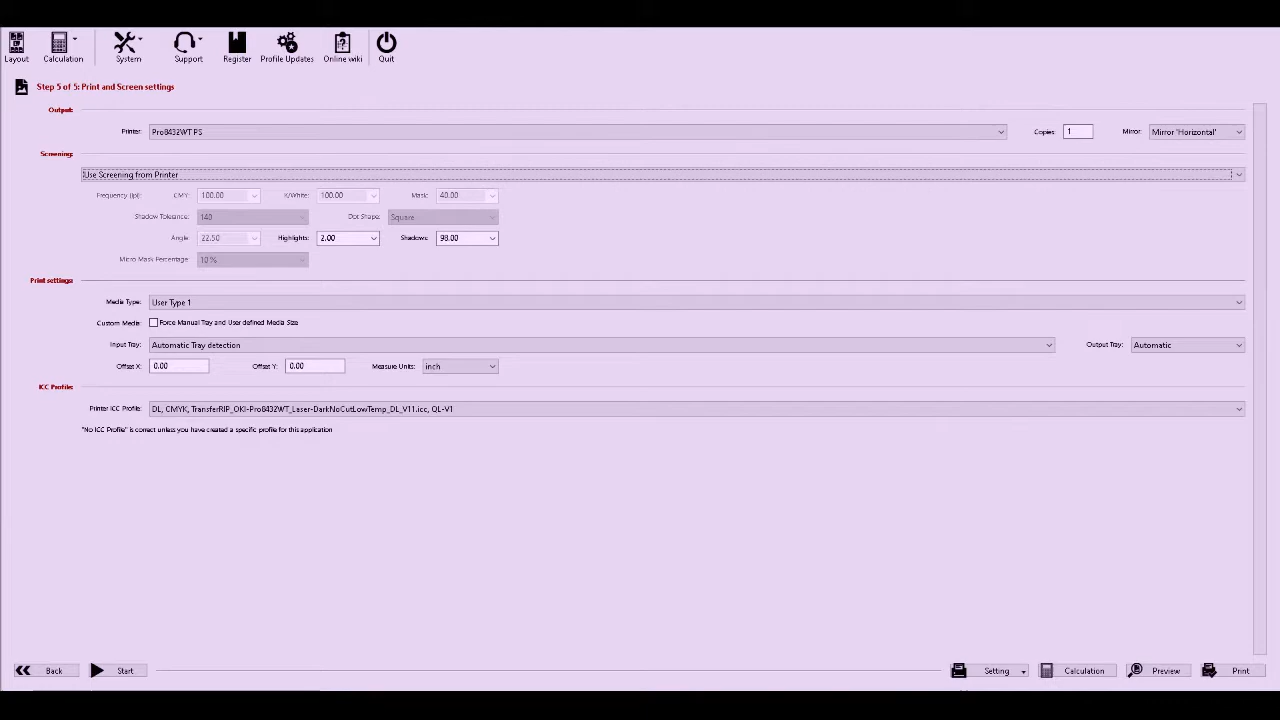 Layout Calculation System Support Register Profile Updates Online wiki Quit
Step 5 of 5: Print and Screen settings
Output:
Printer: Pro8432WT PS Copies: 1 Mirror: Mirror 'Horizontal'
Screening:
Use Screening from Printer
Frequency (lpi): CMY: 100.00 K/White: 100.00 Mask: 40.00
Shadow Tolerance: 140 Dot Shape: Square
Angle: 22.50 Highlights: 2.00 Shadows: 98.00
Micro Mask Percentage: 10 %
Print settings:
Media Type: User Type 1
Custom Media: Force Manual Tray and User defined Media Size
Input Tray: Automatic Tray detection Output Tray: Automatic
Offset X: 0.00 Offset Y: 0.00 Measure Units: inch
ICC Profile:
Printer ICC Profile: DL, CMYK, TransferRIP_OKI-Pro8432WT_Laser-DarkNoCutLowTemp_DL_V11.icc, QL-V1
"No ICC Profile" is correct unless you have created a specific profile for this application
Back Start Setting Calculation Preview Print